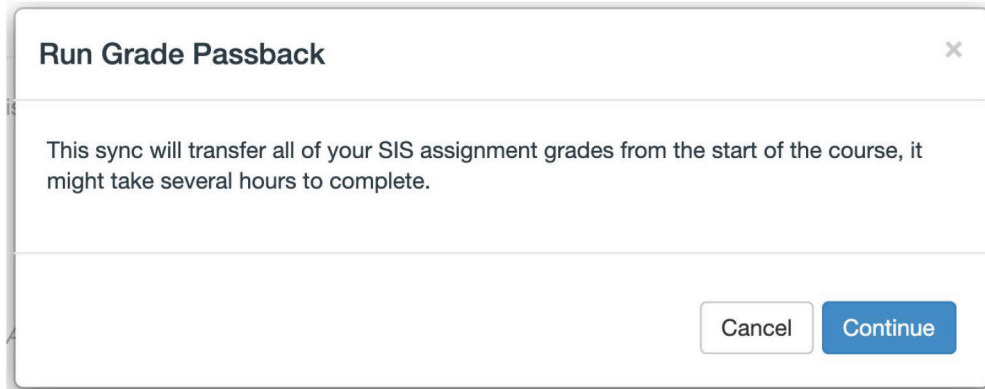 Run Grade Passback
×
is
This sync will transfer all of your SIS assignment grades from the start of the course, it
might take several hours to complete.
A
Cancel Continue